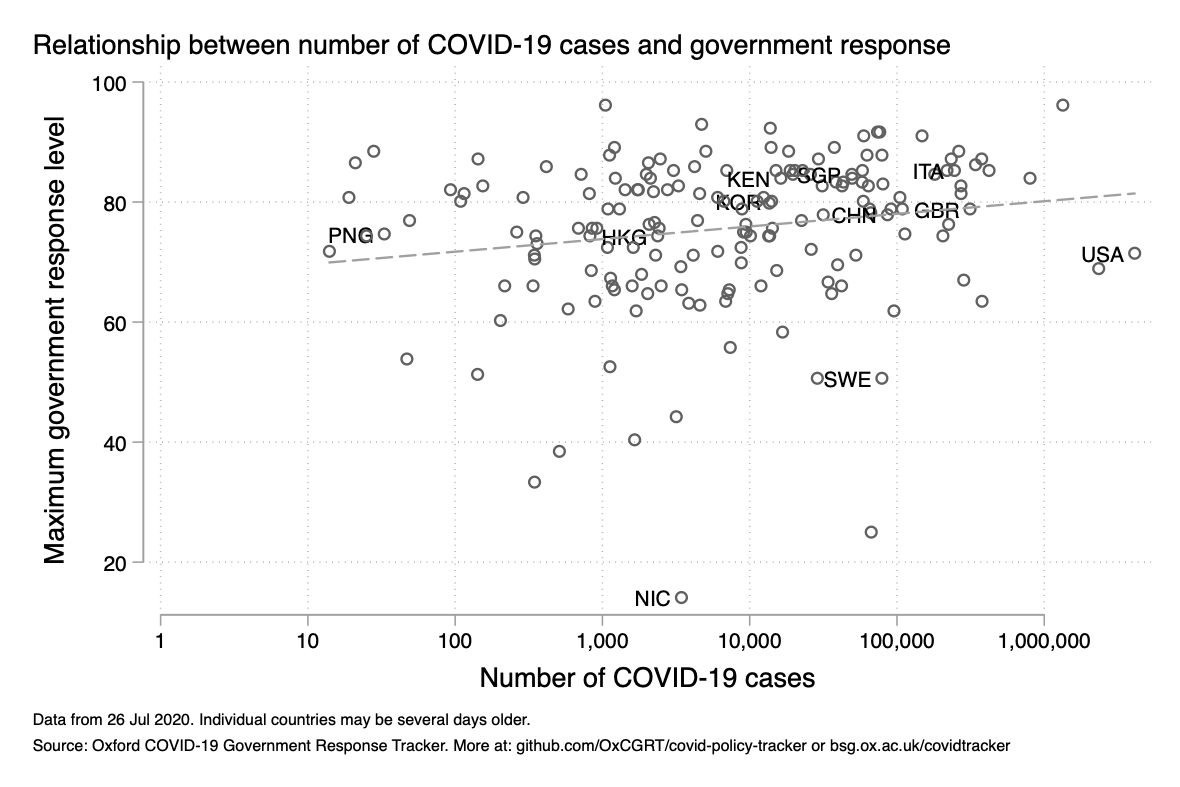 Relationship between number of COVID-19 cases and government response
Maximum government response level
100
80
60
40
20
KEN
SGP
ITA
KOR
CHN
GBR
PNG
HKG
USA
SWE
NIC
1 10 100 1,000 10,000 100,000 1,000,000
Number of COVID-19 cases
Data from 26 Jul 2020. Individual countries may be several days older.
Source: Oxford COVID-19 Government Response Tracker. More at: github.com/OxCGRT/covid-policy-tracker or bsg.ox.ac.uk/covidtracker